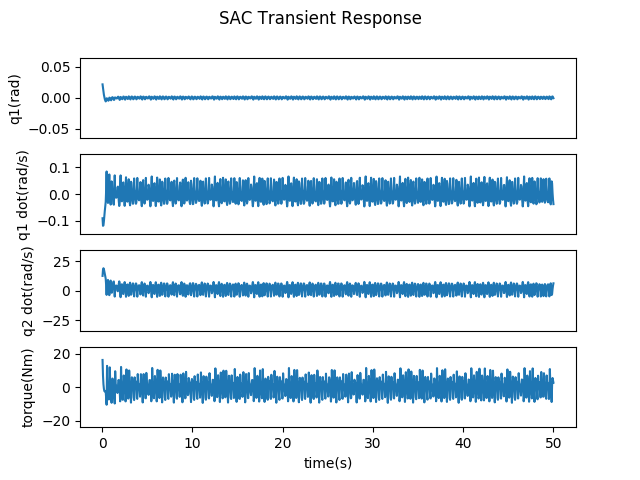 SAC Transient Response
0.05
0.00
−0.05
q1(rad)
0.1
0.0
−0.1
q1 dot(rad/s)
25
0
−25
q2 dot(rad/s)
20
0
−20
torque(Nm)
0 10 20 30 40 50
time(s)